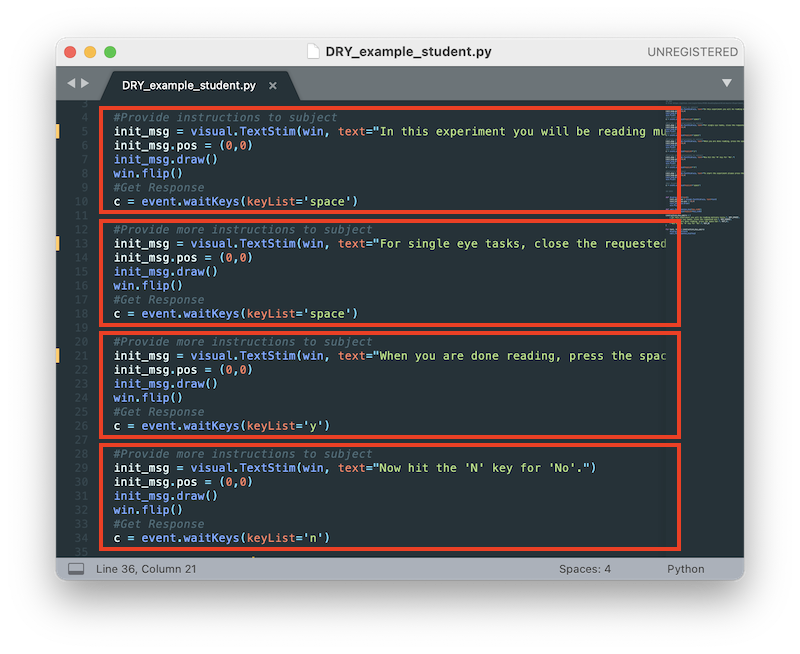 DRY_example_student.py
UNREGISTERED
DRY_example_student.py ×
3
4 #Provide instructions to subject
5 init_msg = visual.TextStim(win, text="In this experiment you will be reading mu
6 init_msg.pos = (0,0)
7 init_msg.draw()
8 win.flip()
9 #Get Response
10 c = event.waitKeys(keyList='space')
11
12 #Provide more instructions to subject
13 init_msg = visual.TextStim(win, text="For single eye tasks, close the requested
14 init_msg.pos = (0,0)
15 init_msg.draw()
16 win.flip()
17 #Get Response
18 c = event.waitKeys(keyList='space')
19
20 #Provide more instructions to subject
21 init_msg = visual.TextStim(win, text="When you are done reading, press the spac
22 init_msg.pos = (0,0)
23 init_msg.draw()
24 win.flip()
25 #Get Response
26 c = event.waitKeys(keyList='y')
27
28 #Provide more instructions to subject
29 init_msg = visual.TextStim(win, text="Now hit the 'N' key for 'No'.")
30 init_msg.pos = (0,0)
31 init_msg.draw()
32 win.flip()
33 #Get Response
34 c = event.waitKeys(keyList='n')
35
Line 36, Column 21
Spaces: 4
Python